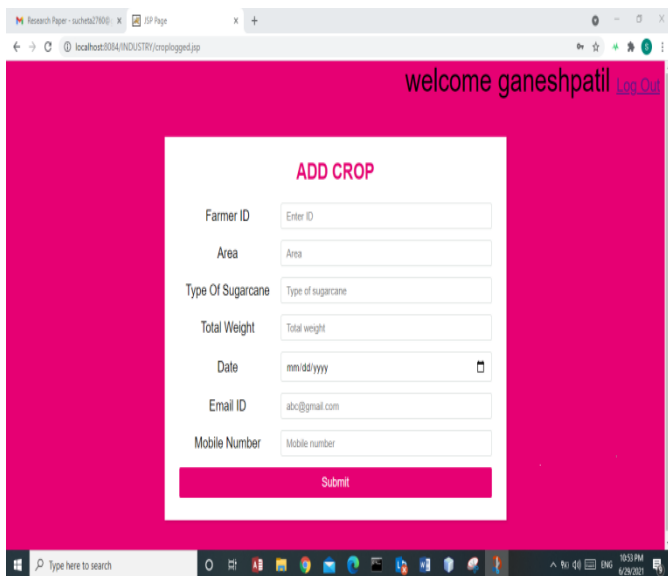 Research Paper - sucheta2780@
JSP Page
localhost:8084/INDUSTRY/croplogged.jsp
S
welcome ganeshpatil Log Out
ADD CROP
Farmer ID Enter ID
Area Area
Type Of Sugarcane Type of sugarcane
Total Weight Total weight
Date mm/dd/yyyy
Email ID abc@gmail.com
Mobile Number Mobile number
Submit
Type here to search
ENG
10:53 PM
6/29/2021